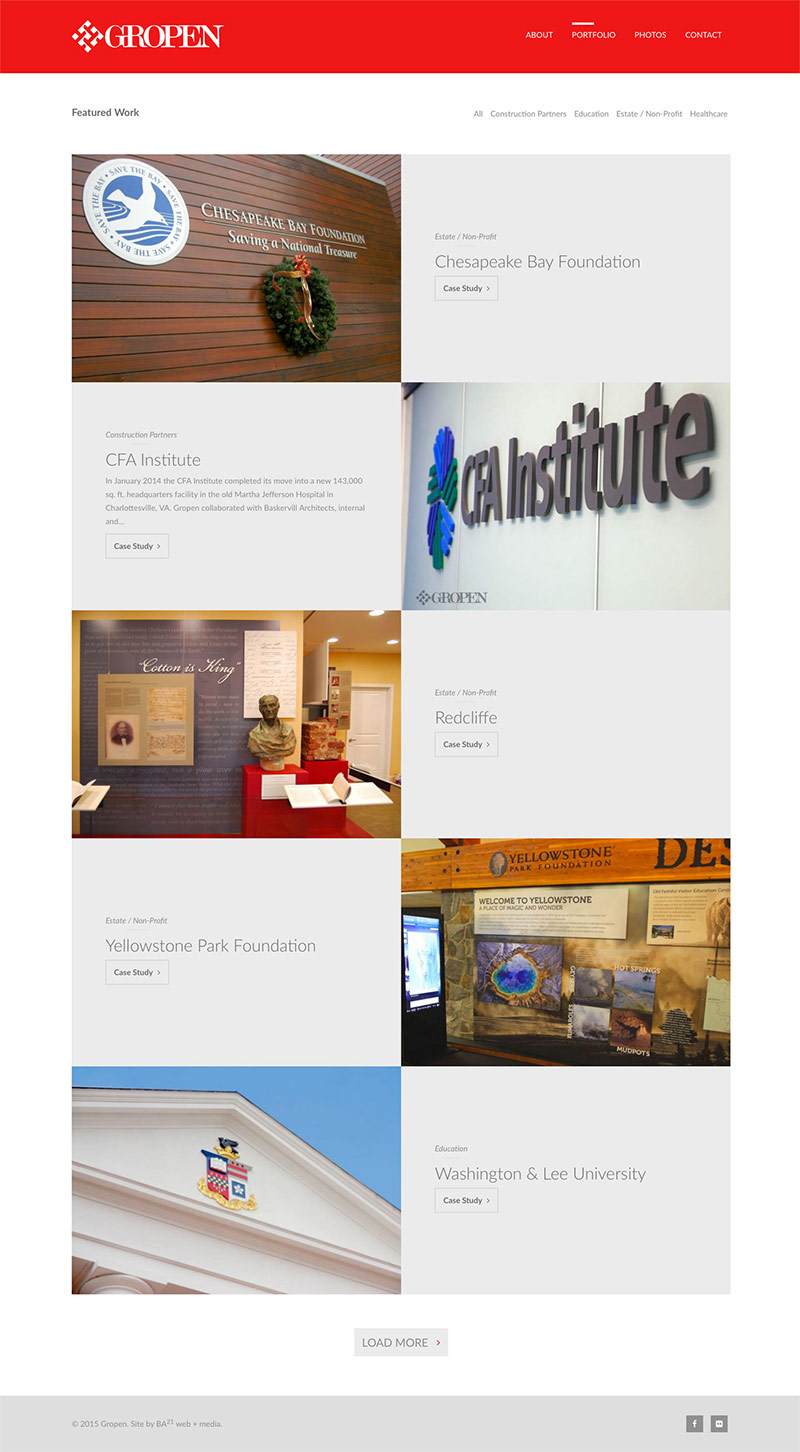 GROPEN
ABOUT PORTFOLIO PHOTOS CONTACT
Featured Work
All Construction Partners Education Estate / Non-Profit Healthcare
SAVE THE BAY • SAVE THE BAY • SAVE THE BAY
CHESAPEAKE BAY FOUNDATION
Saving a National Treasure
Estate / Non-Profit
Chesapeake Bay Foundation
Case Study >
Construction Partners
CFA Institute
In January 2014 the CFA Institute completed its move into a new 143,000
sq. ft. headquarters facility in the old Martha Jefferson Hospital in
Charlottesville, VA. Gropen collaborated with Baskervill Architects, internal
and...
Case Study >
CFA Institute
GROPEN
"Cotton is King"
Estate / Non-Profit
Redcliffe
Case Study >
Estate / Non-Profit
Yellowstone Park Foundation
Case Study >
YELLOWSTONE
PARK FOUNDATION
DES
WELCOME TO YELLOWSTONE
A PLACE OF MAGIC AND WONDER
Old Faithful Visitor Education Center
GEYSERS
HOT SPRINGS
FUMAROLES
MUDPOTS
Education
Washington & Lee University
Case Study >
LOAD MORE >
© 2015 Gropen. Site by BA21 web + media.